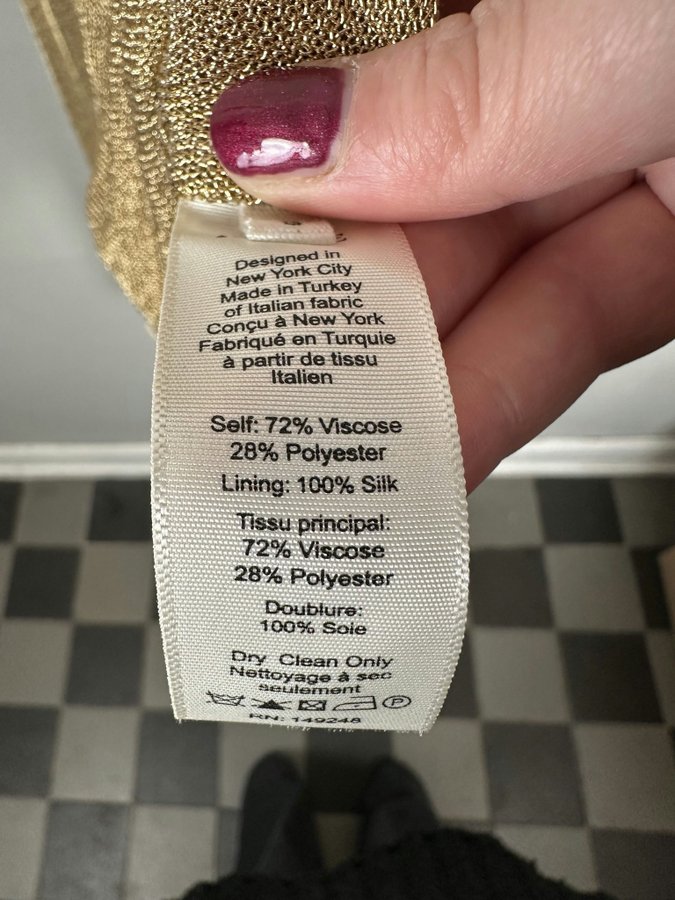 Designed in
New York City
Made in Turkey
of Italian fabric
Conçu à New York
Fabriqué en Turquie
à partir de tissu
Italien
Self: 72% Viscose
28% Polyester
Lining: 100% Silk
Tissu principal:
72% Viscose
28% Polyester
Doublure:
100% Soie
Dry Clean Only
Nettoyage à sec
seulement
P
RN: 149248